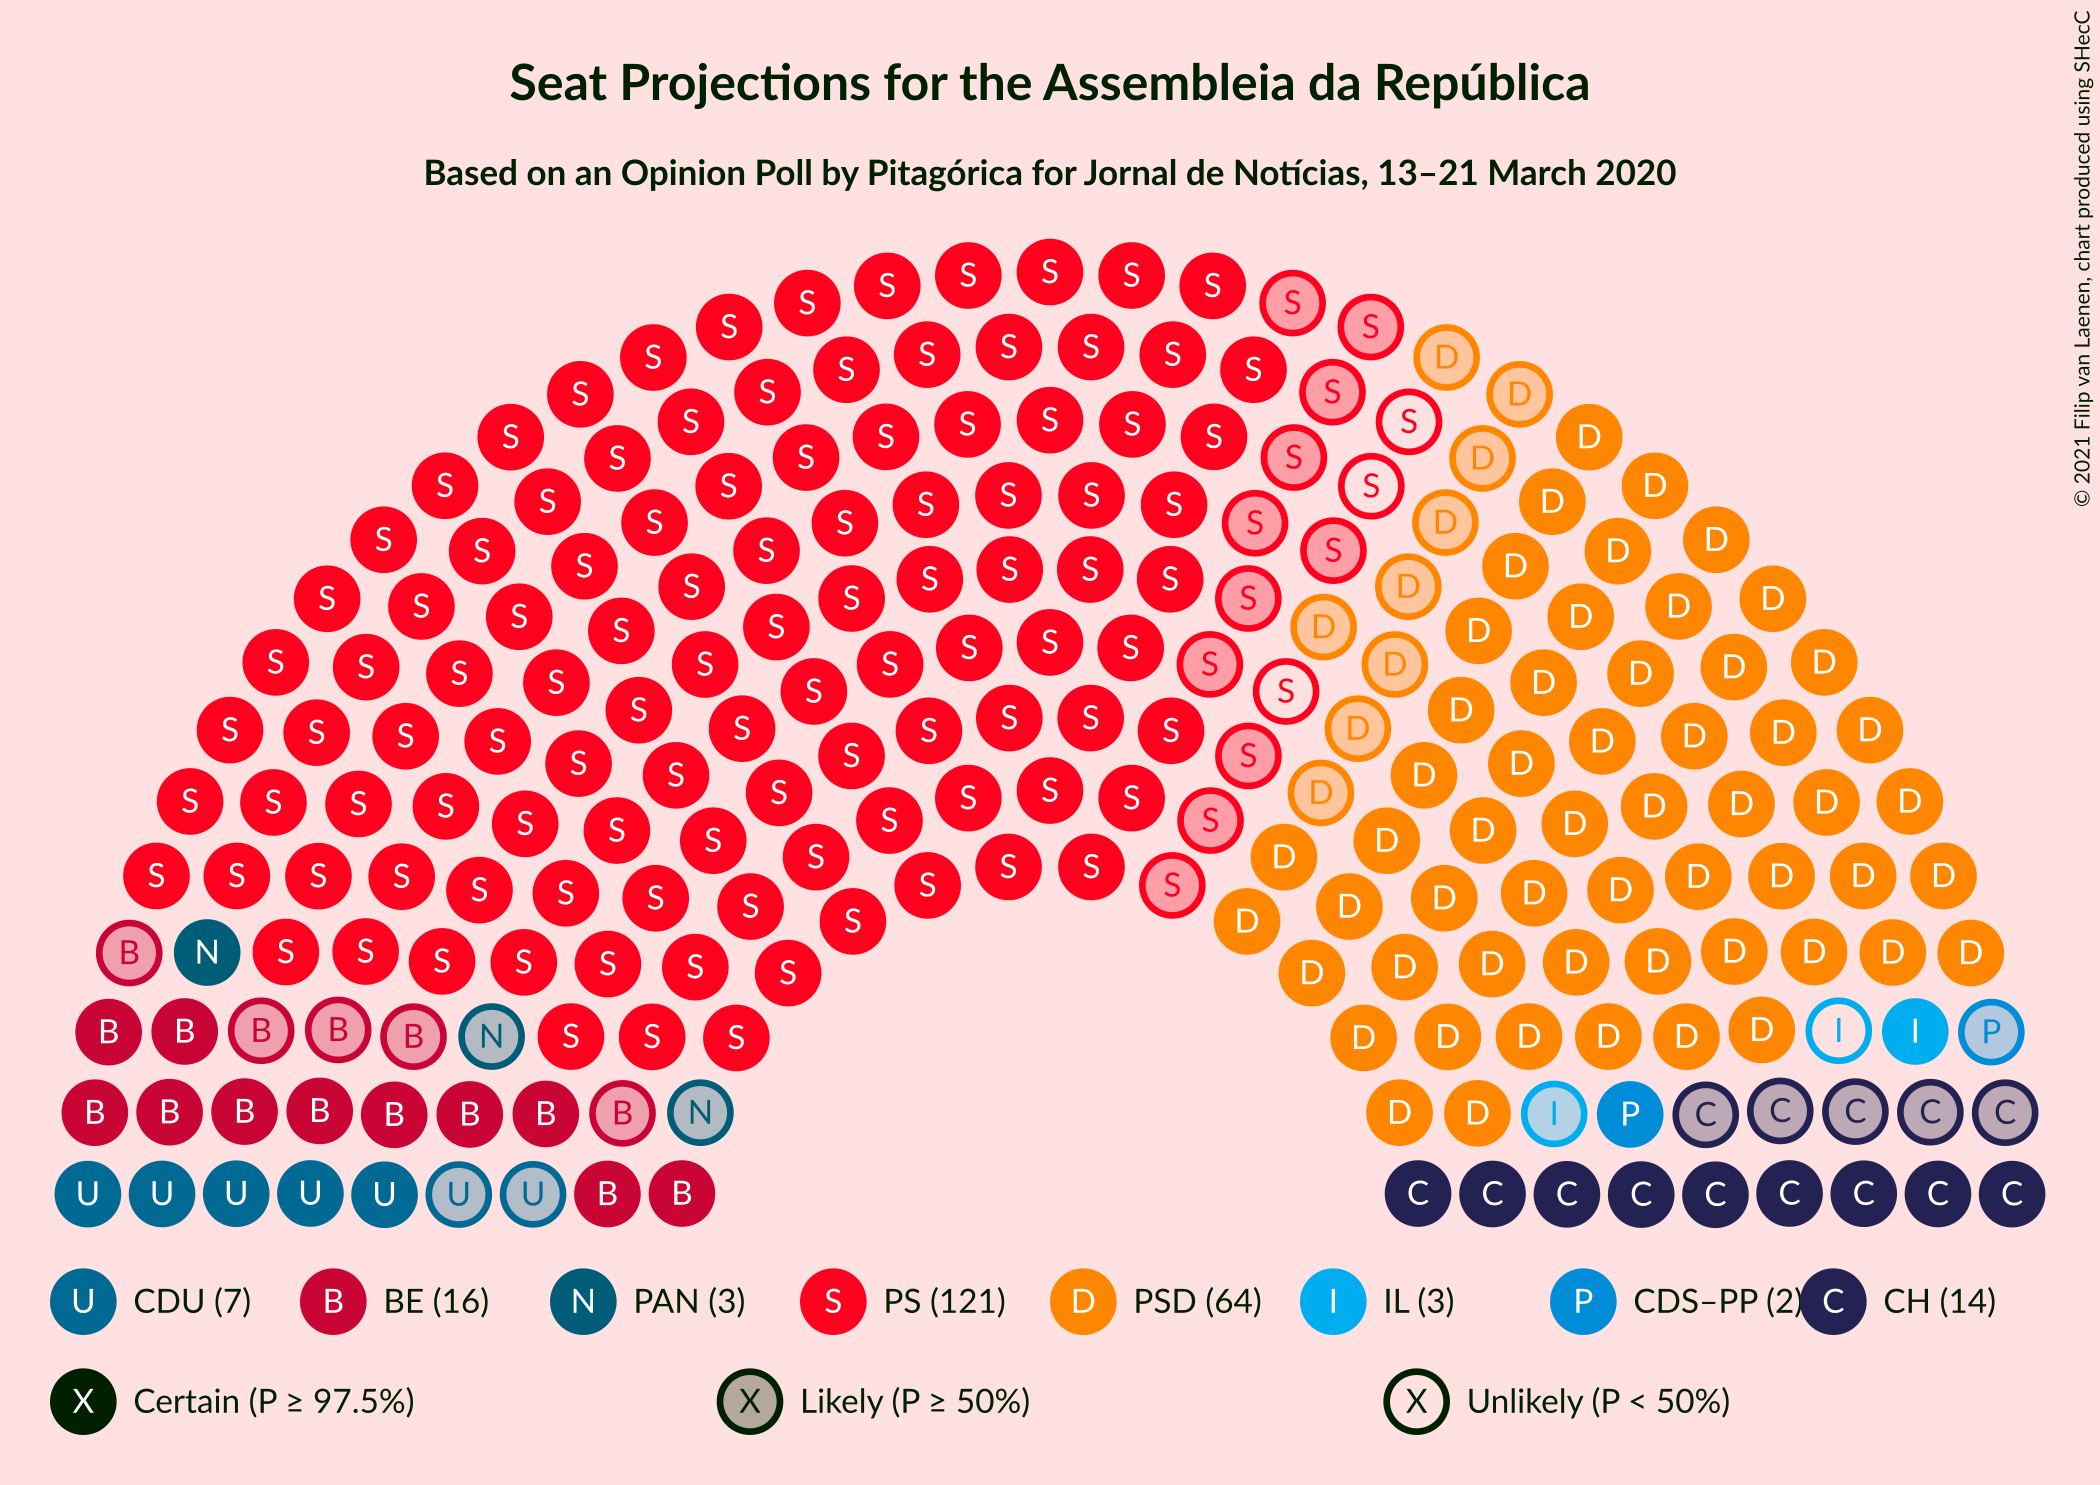 © 2021 Filip van Laenen, chart produced using SHecC
Seat Projections for the Assembleia da República
Based on an Opinion Poll by Pitagórica for Jornal de Notícias, 13–21 March 2020
S S S S S S S
S S S S S S S S S D
S S S S S S S S D
S S S S S S D D
S S S S S S S S S S S D D D
S S S S S S S S S S D D D D
S S S S S S S S S S D D D D D
S S S S S S S S S D D D D D
S S S S S S S S S S D D D D D D
S S S S S S S S S S S S D D D D D D D
S S S S S S D D D D
S S S S S S S S S S S S S D D D D D D D D D
B N S S S S S S S D D D D D D D D D
B B B B B N S S S D D D D D D I I P
B B B B B B B B N D D I P C C C C C
U U U U U U U B B C C C C C C C C C
U CDU (7) B BE (16) N PAN (3) S PS (121) D PSD (64) I IL (3) P CDS–PP (2) C CH (14)
X Certain (P ≥ 97.5%) X Likely (P ≥ 50%) X Unlikely (P < 50%)